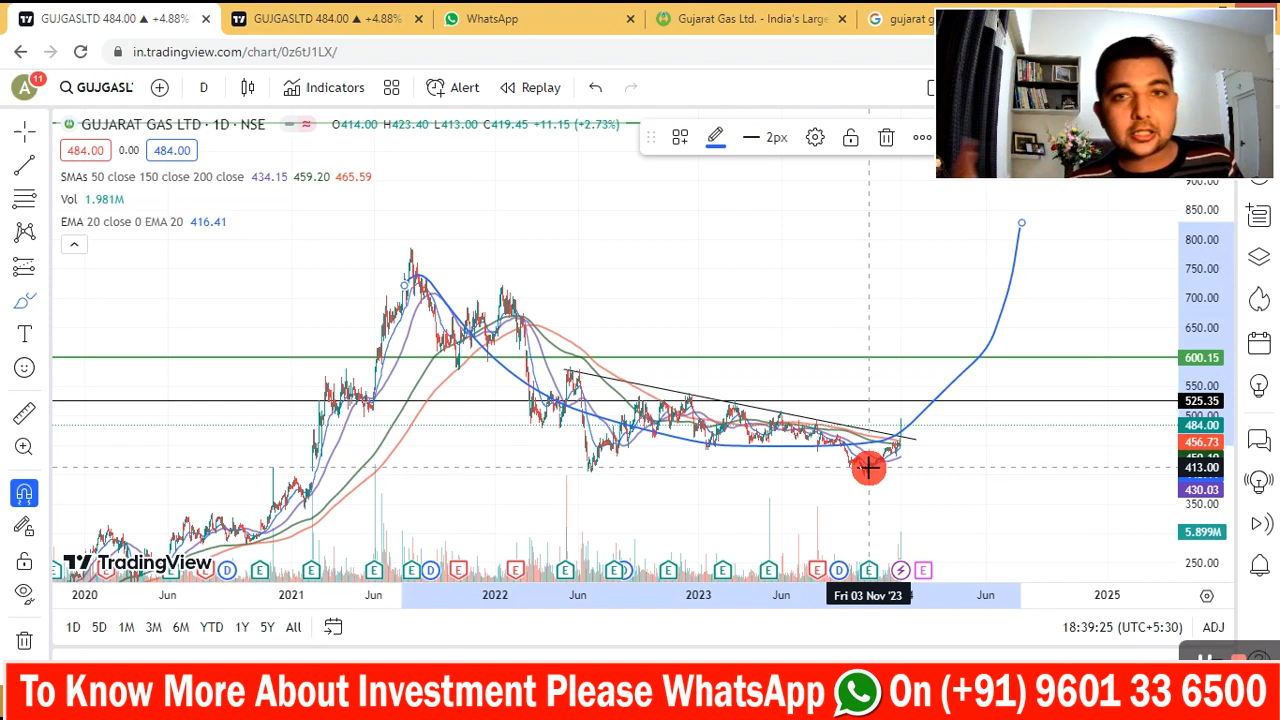 GUJGASLTD 484.00 ▲ +4.88%
GUJGASLTD 484.00 ▲ +4.88%
WhatsApp
Gujarat Gas Ltd. - India's Large
gujarat g
in.tradingview.com/chart/0z6tJ1LX/
A
11
GUJGASL
D
Indicators
Alert
Replay
GUJARAT GAS LTD · 1D · NSE
O414.00 H423.40 L413.00 C419.45 +11.15 (+2.73%)
2px
484.00
0.00
484.00
SMAs 50 close 150 close 200 close 434.15 459.20 465.59
Vol 1.981M
EMA 20 close 0 EMA 20 416.41
900.00
850.00
800.00
750.00
700.00
650.00
600.15
550.00
525.35
500.00
484.00
456.73
413.00
430.03
350.00
5.899M
250.00
TradingView
2020
Jun
2021
Jun
2022
Jun
2023
Jun
Fri 03 Nov '23
Jun
2025
1D 5D 1M 3M 6M YTD 1Y 5Y All
18:39:25 (UTC+5:30)
ADJ
To Know More About Investment Please WhatsApp On (+91) 9601 33 6500